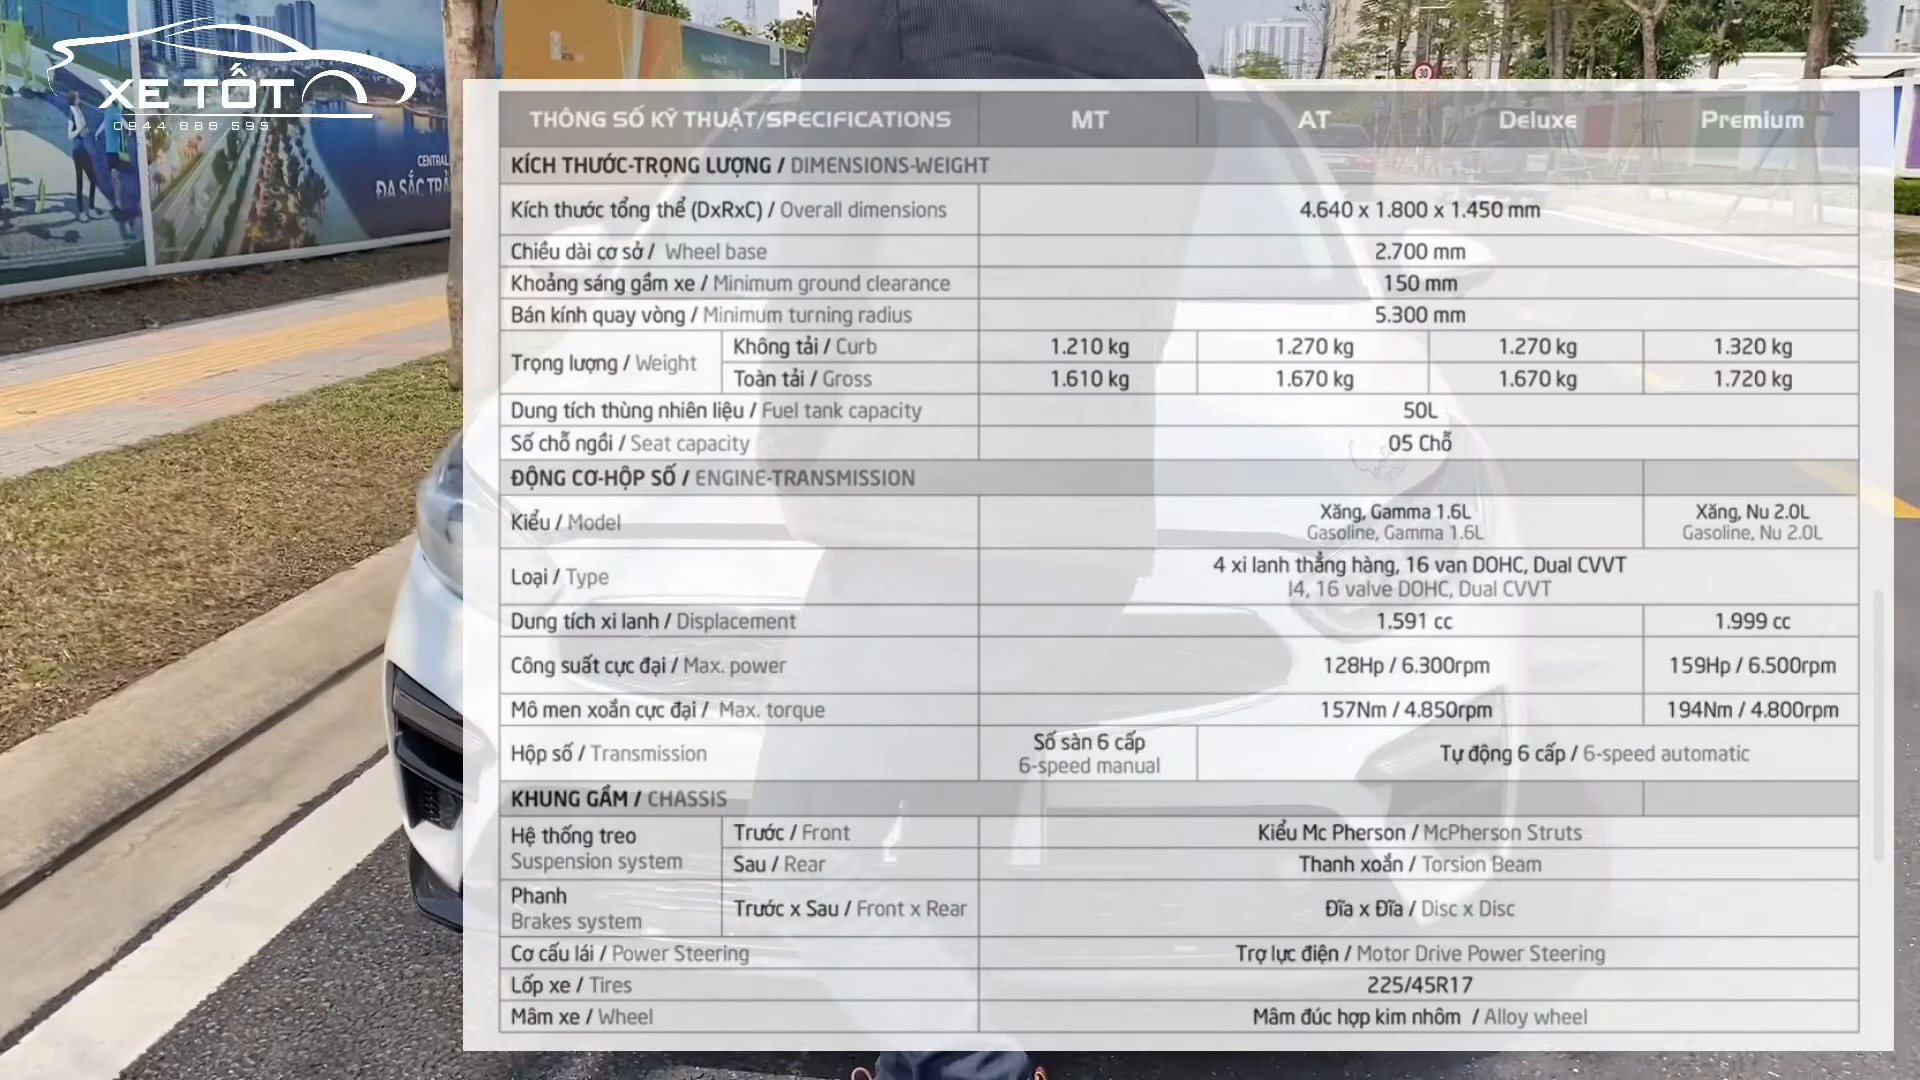 XE TỐT
0944 888 595
CENTRAL
ĐA SẮC TRẢ
30
THÔNG SỐ KỸ THUẬT/SPECIFICATIONS MT AT Deluxe Premium
KÍCH THƯỚC-TRỌNG LƯỢNG / DIMENSIONS-WEIGHT
Kích thước tổng thể (DxRxC) / Overall dimensions 4.640 x 1.800 x 1.450 mm
Chiều dài cơ sở / Wheel base 2.700 mm
Khoảng sáng gầm xe / Minimum ground clearance 150 mm
Bán kính quay vòng / Minimum turning radius 5.300 mm
Trọng lượng / Weight Không tải / Curb 1.210 kg 1.270 kg 1.270 kg 1.320 kg
Toàn tải / Gross 1.610 kg 1.670 kg 1.670 kg 1.720 kg
Dung tích thùng nhiên liệu / Fuel tank capacity 50L
Số chỗ ngồi / Seat capacity 05 Chỗ
ĐỘNG CƠ-HỘP SỐ / ENGINE-TRANSMISSION
Kiểu / Model Xăng, Gamma 1.6L Xăng, Nu 2.0L
Gasoline, Gamma 1.6L Gasoline, Nu 2.0L
Loại / Type 4 xi lanh thẳng hàng, 16 van DOHC, Dual CVVT
I4, 16 valve DOHC, Dual CVVT
Dung tích xi lanh / Displacement 1.591 cc 1.999 cc
Công suất cực đại / Max. power 128Hp / 6.300rpm 159Hp / 6.500rpm
Mô men xoắn cực đại / Max. torque 157Nm / 4.850rpm 194Nm / 4.800rpm
Hộp số / Transmission Số sàn 6 cấp Tự động 6 cấp / 6-speed automatic
6-speed manual
KHUNG GẦM / CHASSIS
Hệ thống treo Trước / Front Kiểu Mc Pherson / McPherson Struts
Suspension system Sau / Rear Thanh xoắn / Torsion Beam
Phanh Trước x Sau / Front x Rear Đĩa x Đĩa / Disc x Disc
Brakes system
Cơ cấu lái / Power Steering Trợ lực điện / Motor Drive Power Steering
Lốp xe / Tires 225/45R17
Mâm xe / Wheel Mâm đúc hợp kim nhôm / Alloy wheel